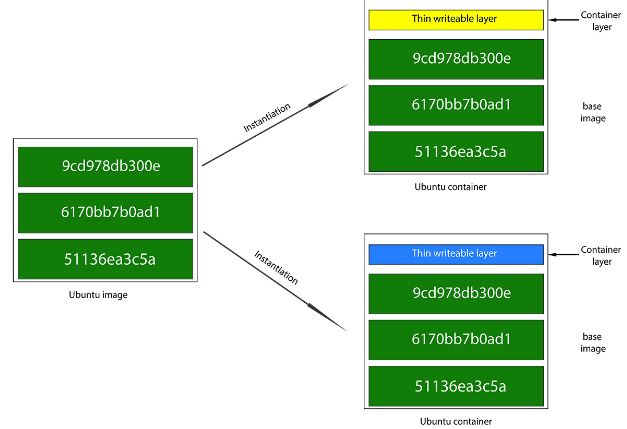 9cd978db300e
6170bb7b0ad1
51136ea3c5a
Ubuntu image
Instantiation
Instantiation
Thin writeable layer
9cd978db300e
6170bb7b0ad1
51136ea3c5a
Ubuntu container
Container
layer
base
image
Thin writeable layer
9cd978db300e
6170bb7b0ad1
51136ea3c5a
Ubuntu container
Container
layer
base
image